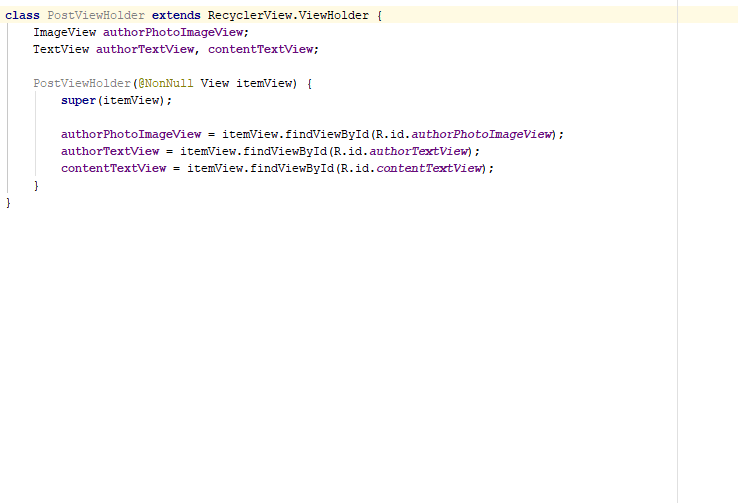 class PostViewHolder extends RecyclerView.ViewHolder {
    ImageView authorPhotoImageView;
    TextView authorTextView, contentTextView;

    PostViewHolder(@NonNull View itemView) {
        super(itemView);

        authorPhotoImageView = itemView.findViewById(R.id.authorPhotoImageView);
        authorTextView = itemView.findViewById(R.id.authorTextView);
        contentTextView = itemView.findViewById(R.id.contentTextView);
    }
}